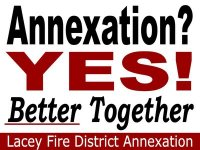 Annexation?
YES!
Better Together
Lacey Fire District Annexation